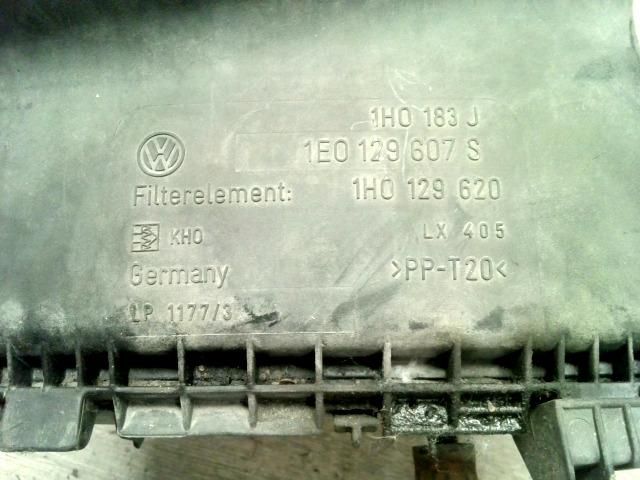 1H0 183 J
1E0 129 607 S
Filterelement: 1H0 129 620
KHO LX 405
Germany >PP-T20<
LP 1177/3